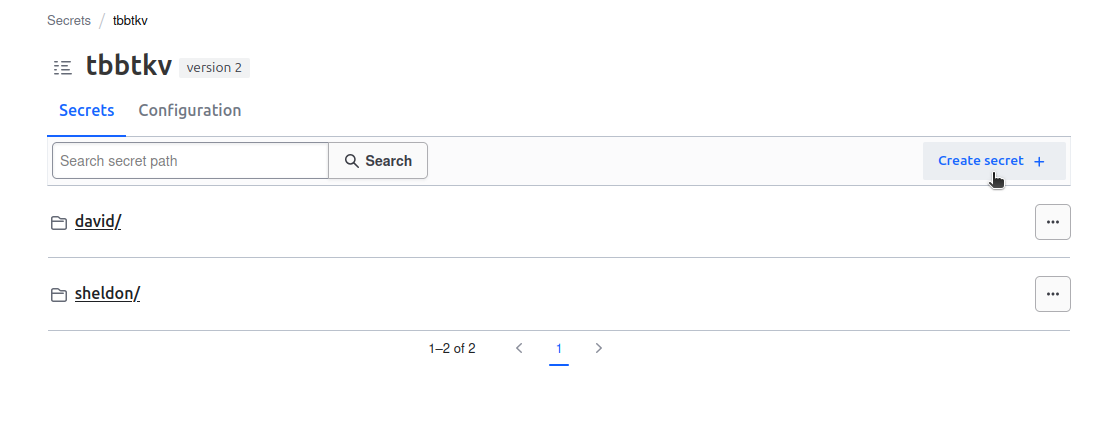 Secrets / tbbtkv
tbbtkv version 2
Secrets Configuration
Search secret path Search Create secret +
david/ ...
sheldon/ ...
1–2 of 2 < 1 >